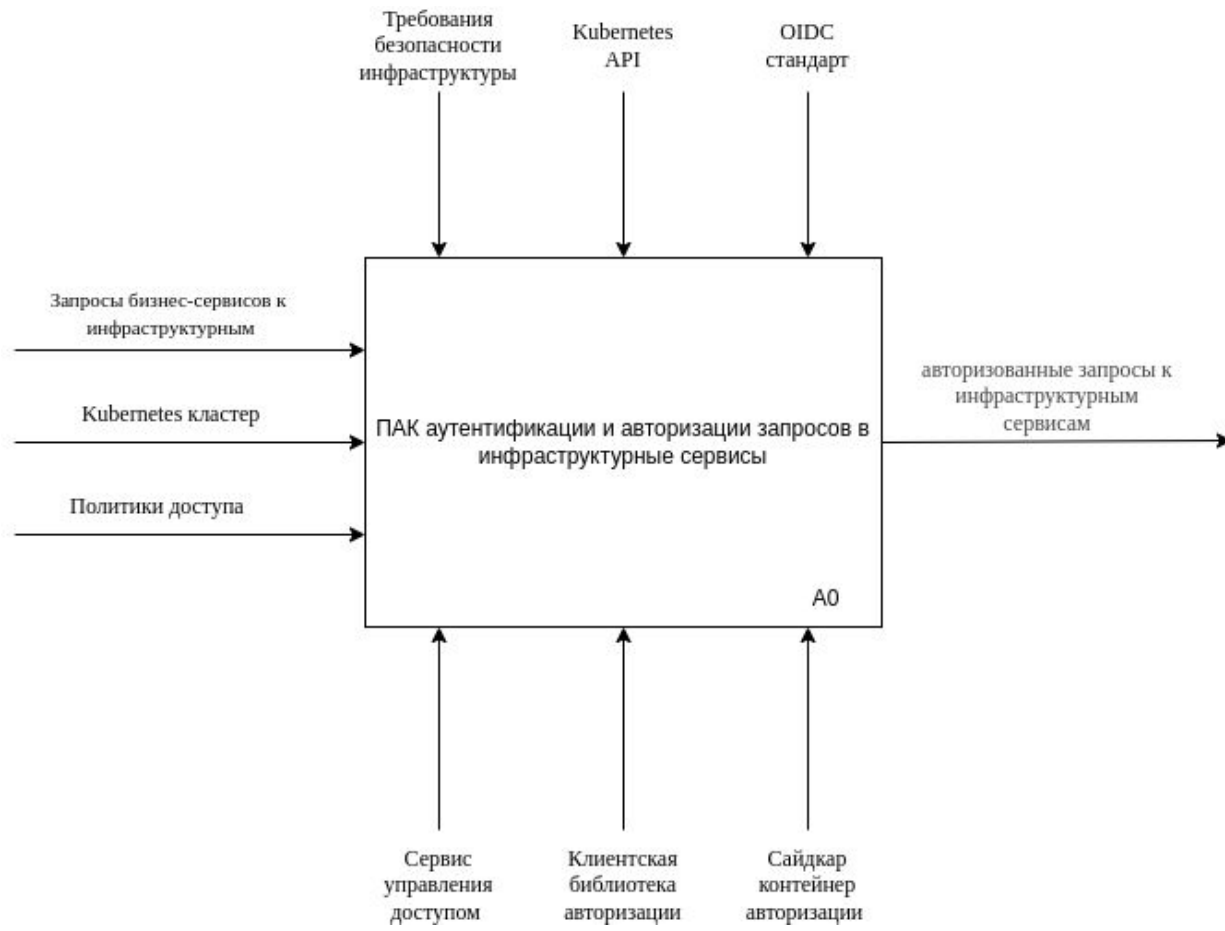 Требования
безопасности
инфраструктуры
Kubernetes
API
OIDC
стандарт
Запросы бизнес-сервисов к
инфраструктурным
Kubernetes кластер
Политики доступа
ПАК аутентификации и авторизации запросов в
инфраструктурные сервисы
A0
авторизованные запросы к
инфраструктурным
сервисам
Сервис
управления
доступом
Клиентская
библиотека
авторизации
Сайдкар
контейнер
авторизации